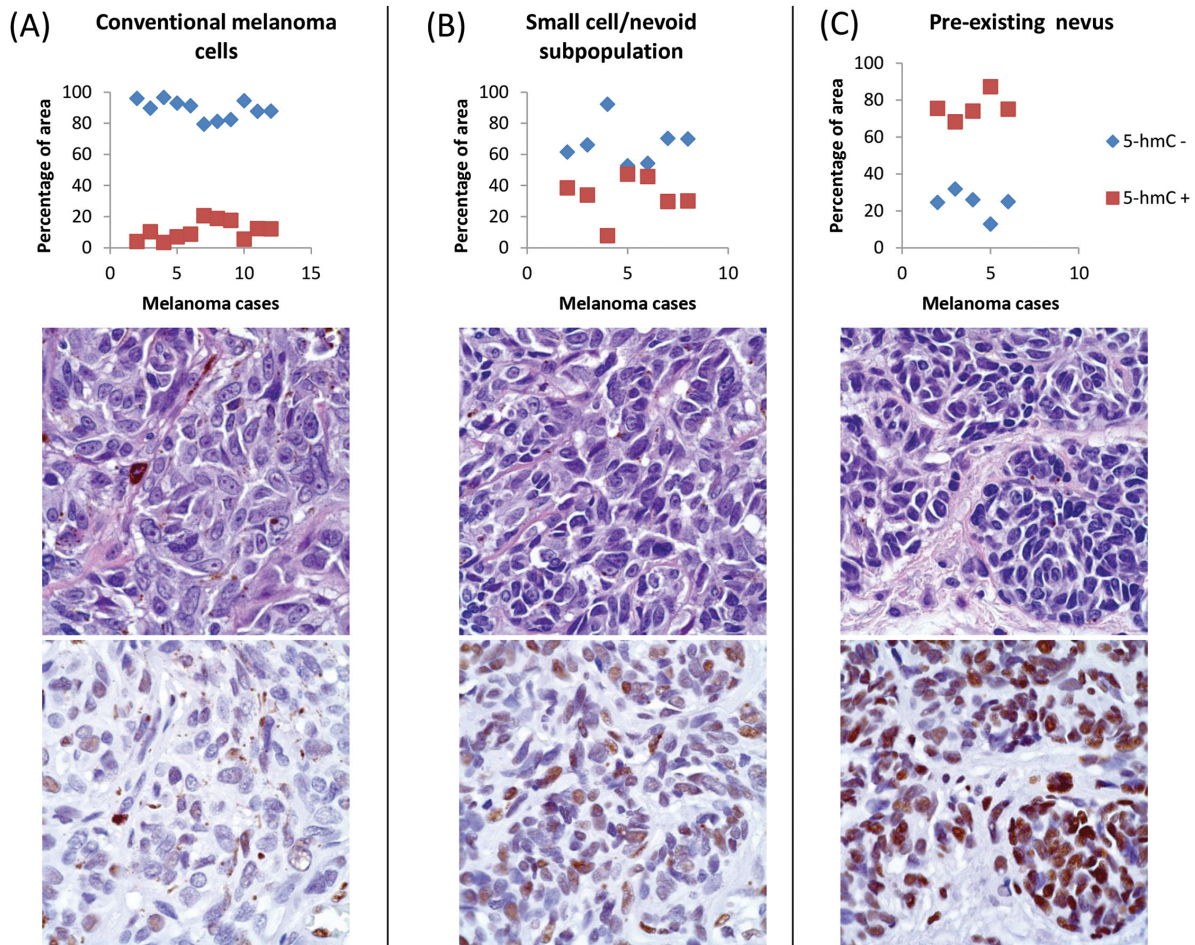 (A)
Conventional melanoma
cells
Percentage of area
100
80
60
40
20
0
0 5 10 15
Melanoma cases
(B)
Small cell/nevoid
subpopulation
Percentage of area
100
80
60
40
20
0
0 5 10
Melanoma cases
(C)
Pre-existing nevus
Percentage of area
100
80
60
40
20
0
0 5 10
Melanoma cases
5-hmC -
5-hmC +